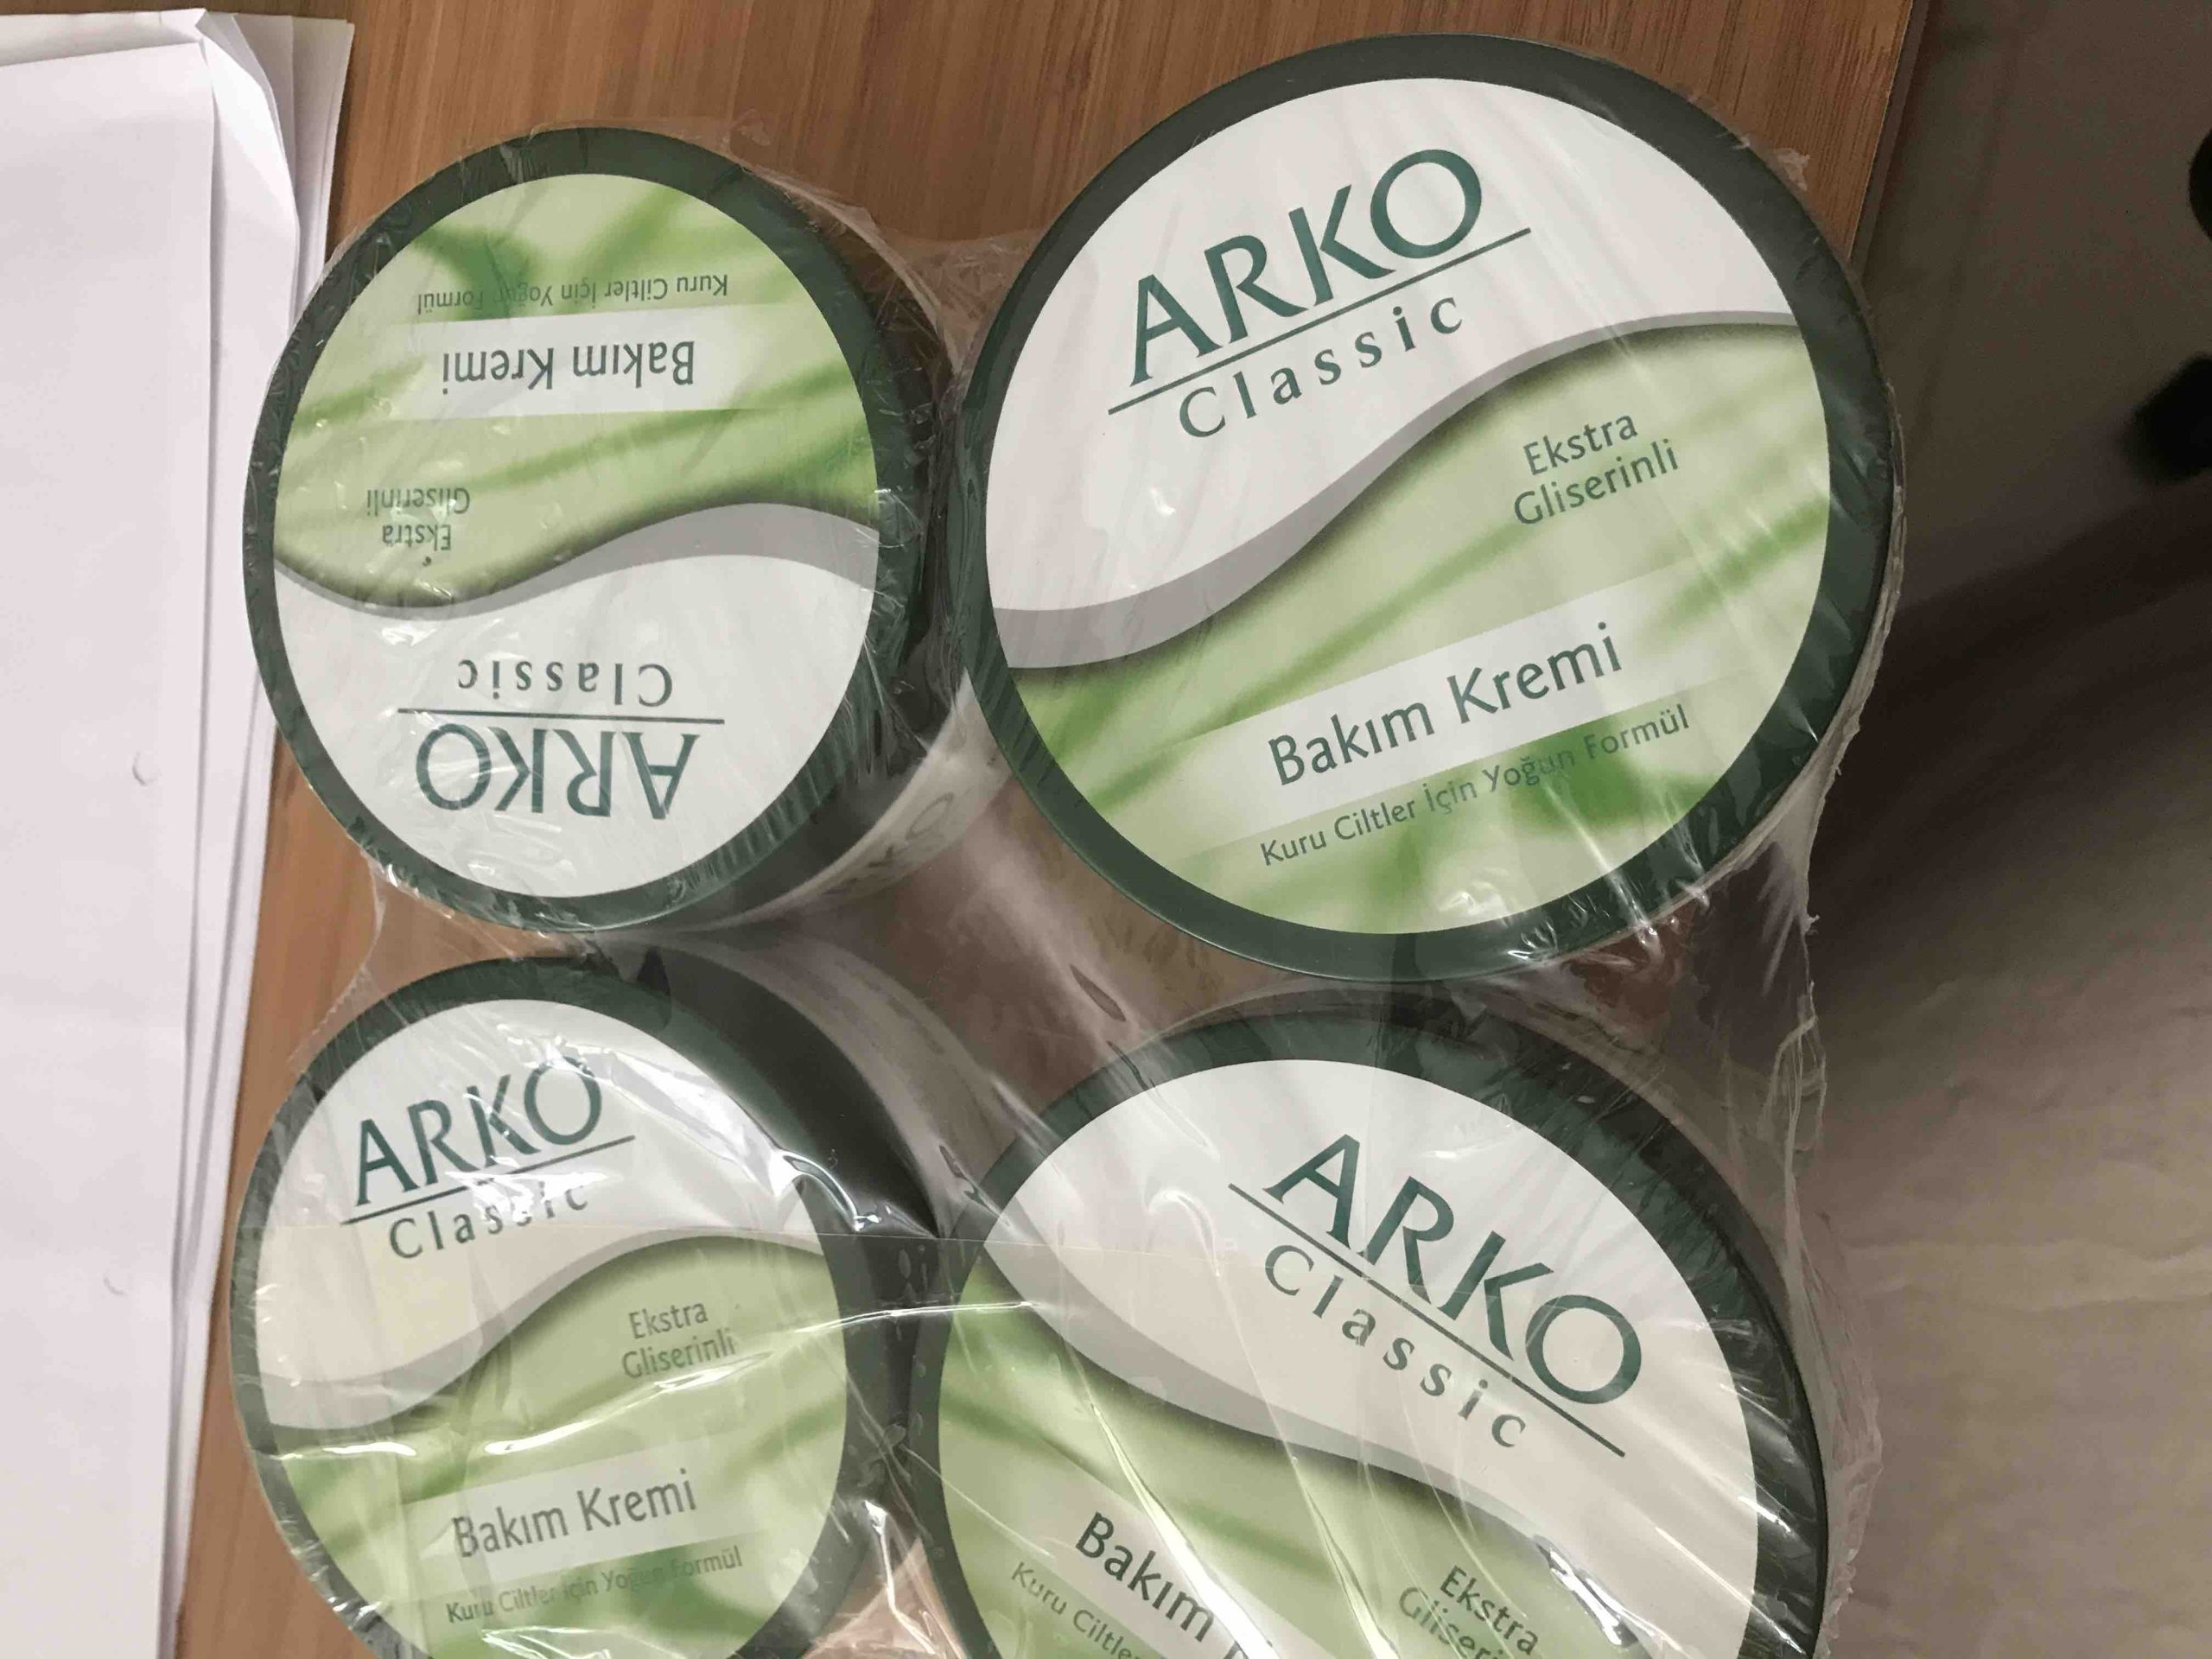 Kuru Ciltler İçin Yoğun Formül
Bakım Kremi
Ekstra
Gliserinli
ARKO
Classic
ARKO
Classic
Ekstra
Gliserinli
Bakım Kremi
Kuru Ciltler İçin Yoğun Formül
ARKO
Classic
Ekstra
Gliserinli
Bakım Kremi
Kuru Ciltler İçin Yoğun Formül
ARKO
Classic
Ekstra
Bakım
Kuru